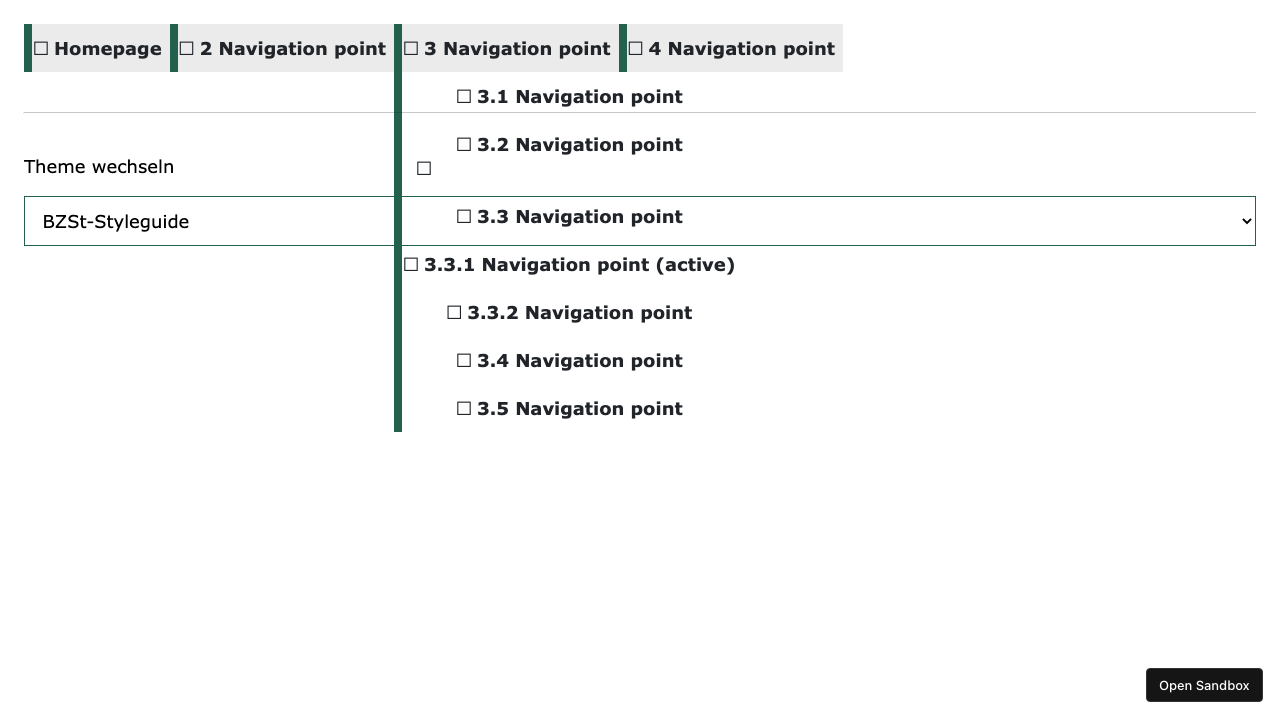 ☐ Homepage ☐ 2 Navigation point ☐ 3 Navigation point ☐ 4 Navigation point
☐ 3.1 Navigation point
☐ 3.2 Navigation point
Theme wechseln
☐
BZSt-Styleguide
☐ 3.3 Navigation point
☐ 3.3.1 Navigation point (active)
☐ 3.3.2 Navigation point
☐ 3.4 Navigation point
☐ 3.5 Navigation point
Open Sandbox